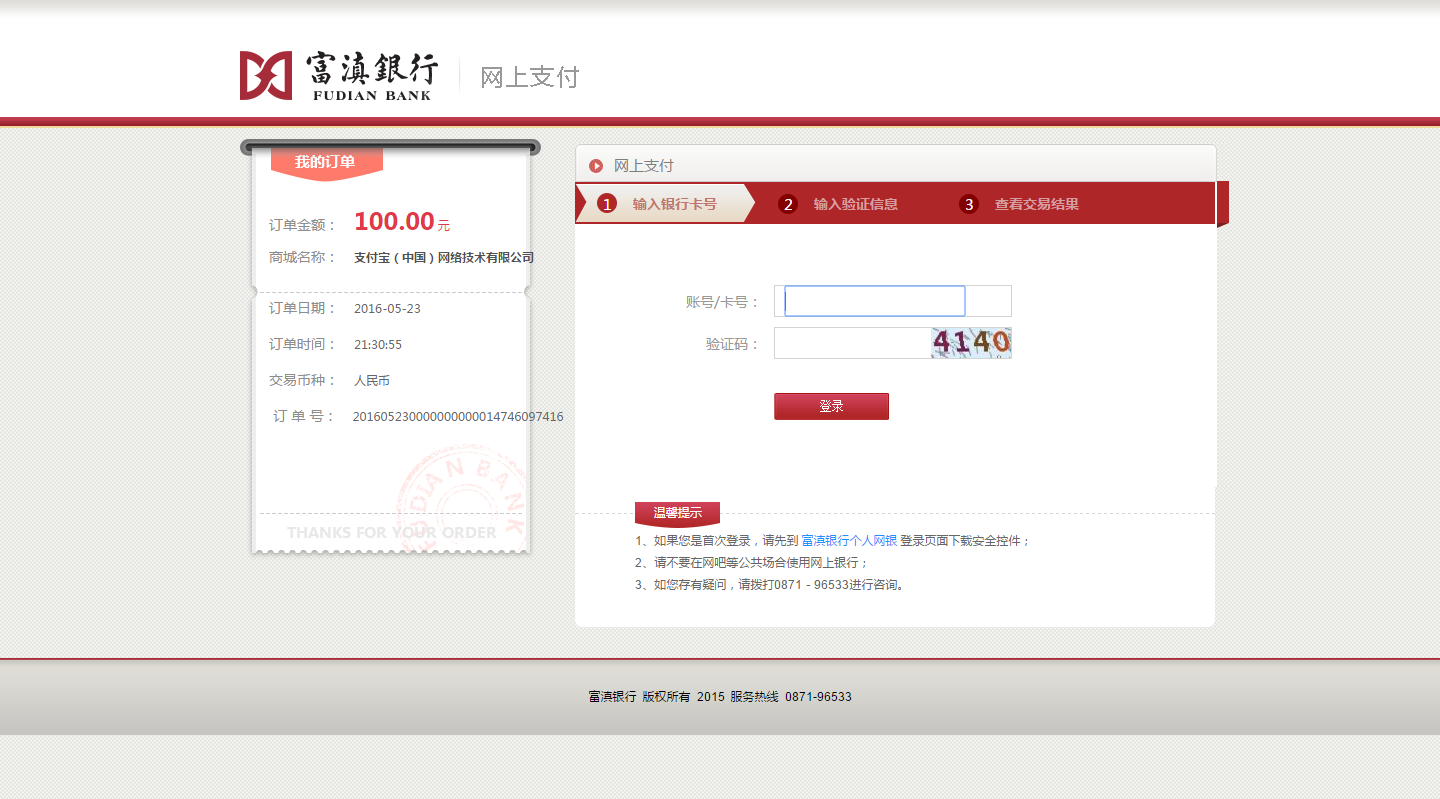 富滇銀行
FUDIAN BANK
网上支付
我的订单
订单金额： 100.00 元
商城名称： 支付宝（中国）网络技术有限公司
订单日期： 2016-05-23
订单时间： 21:30:55
交易币种： 人民币
订 单 号： 201605230000000000014746097416
FUDIAN BANK
THANKS FOR YOUR ORDER
网上支付
1 输入银行卡号
2 输入验证信息
3 查看交易结果
账号/卡号：
验证码： 4140
登录
温馨提示
1、如果您是首次登录，请先到 富滇银行个人网银 登录页面下载安全控件；
2、请不要在网吧等公共场合使用网上银行；
3、如您存有疑问，请拨打0871－96533进行咨询。
富滇银行 版权所有 2015 服务热线 0871-96533